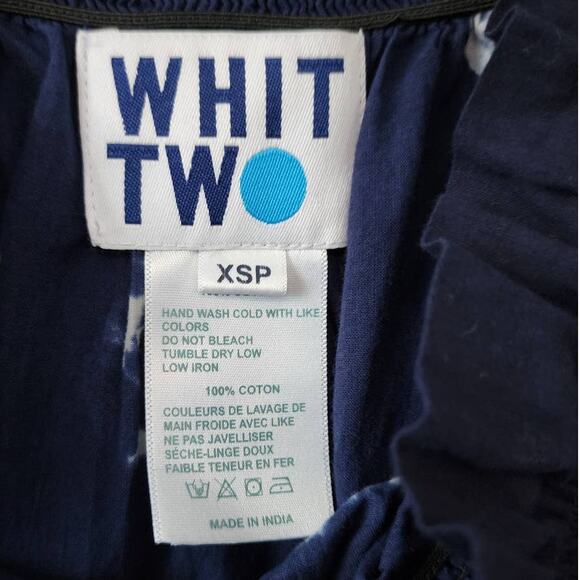 WHIT
TWO
XSP
HAND WASH COLD WITH LIKE
COLORS
DO NOT BLEACH
TUMBLE DRY LOW
LOW IRON
100% COTON
COULEURS DE LAVAGE DE
MAIN FROIDE AVEC LIKE
NE PAS JAVELLISER
SÉCHE-LINGE DOUX
FAIBLE TENEUR EN FER
MADE IN INDIA